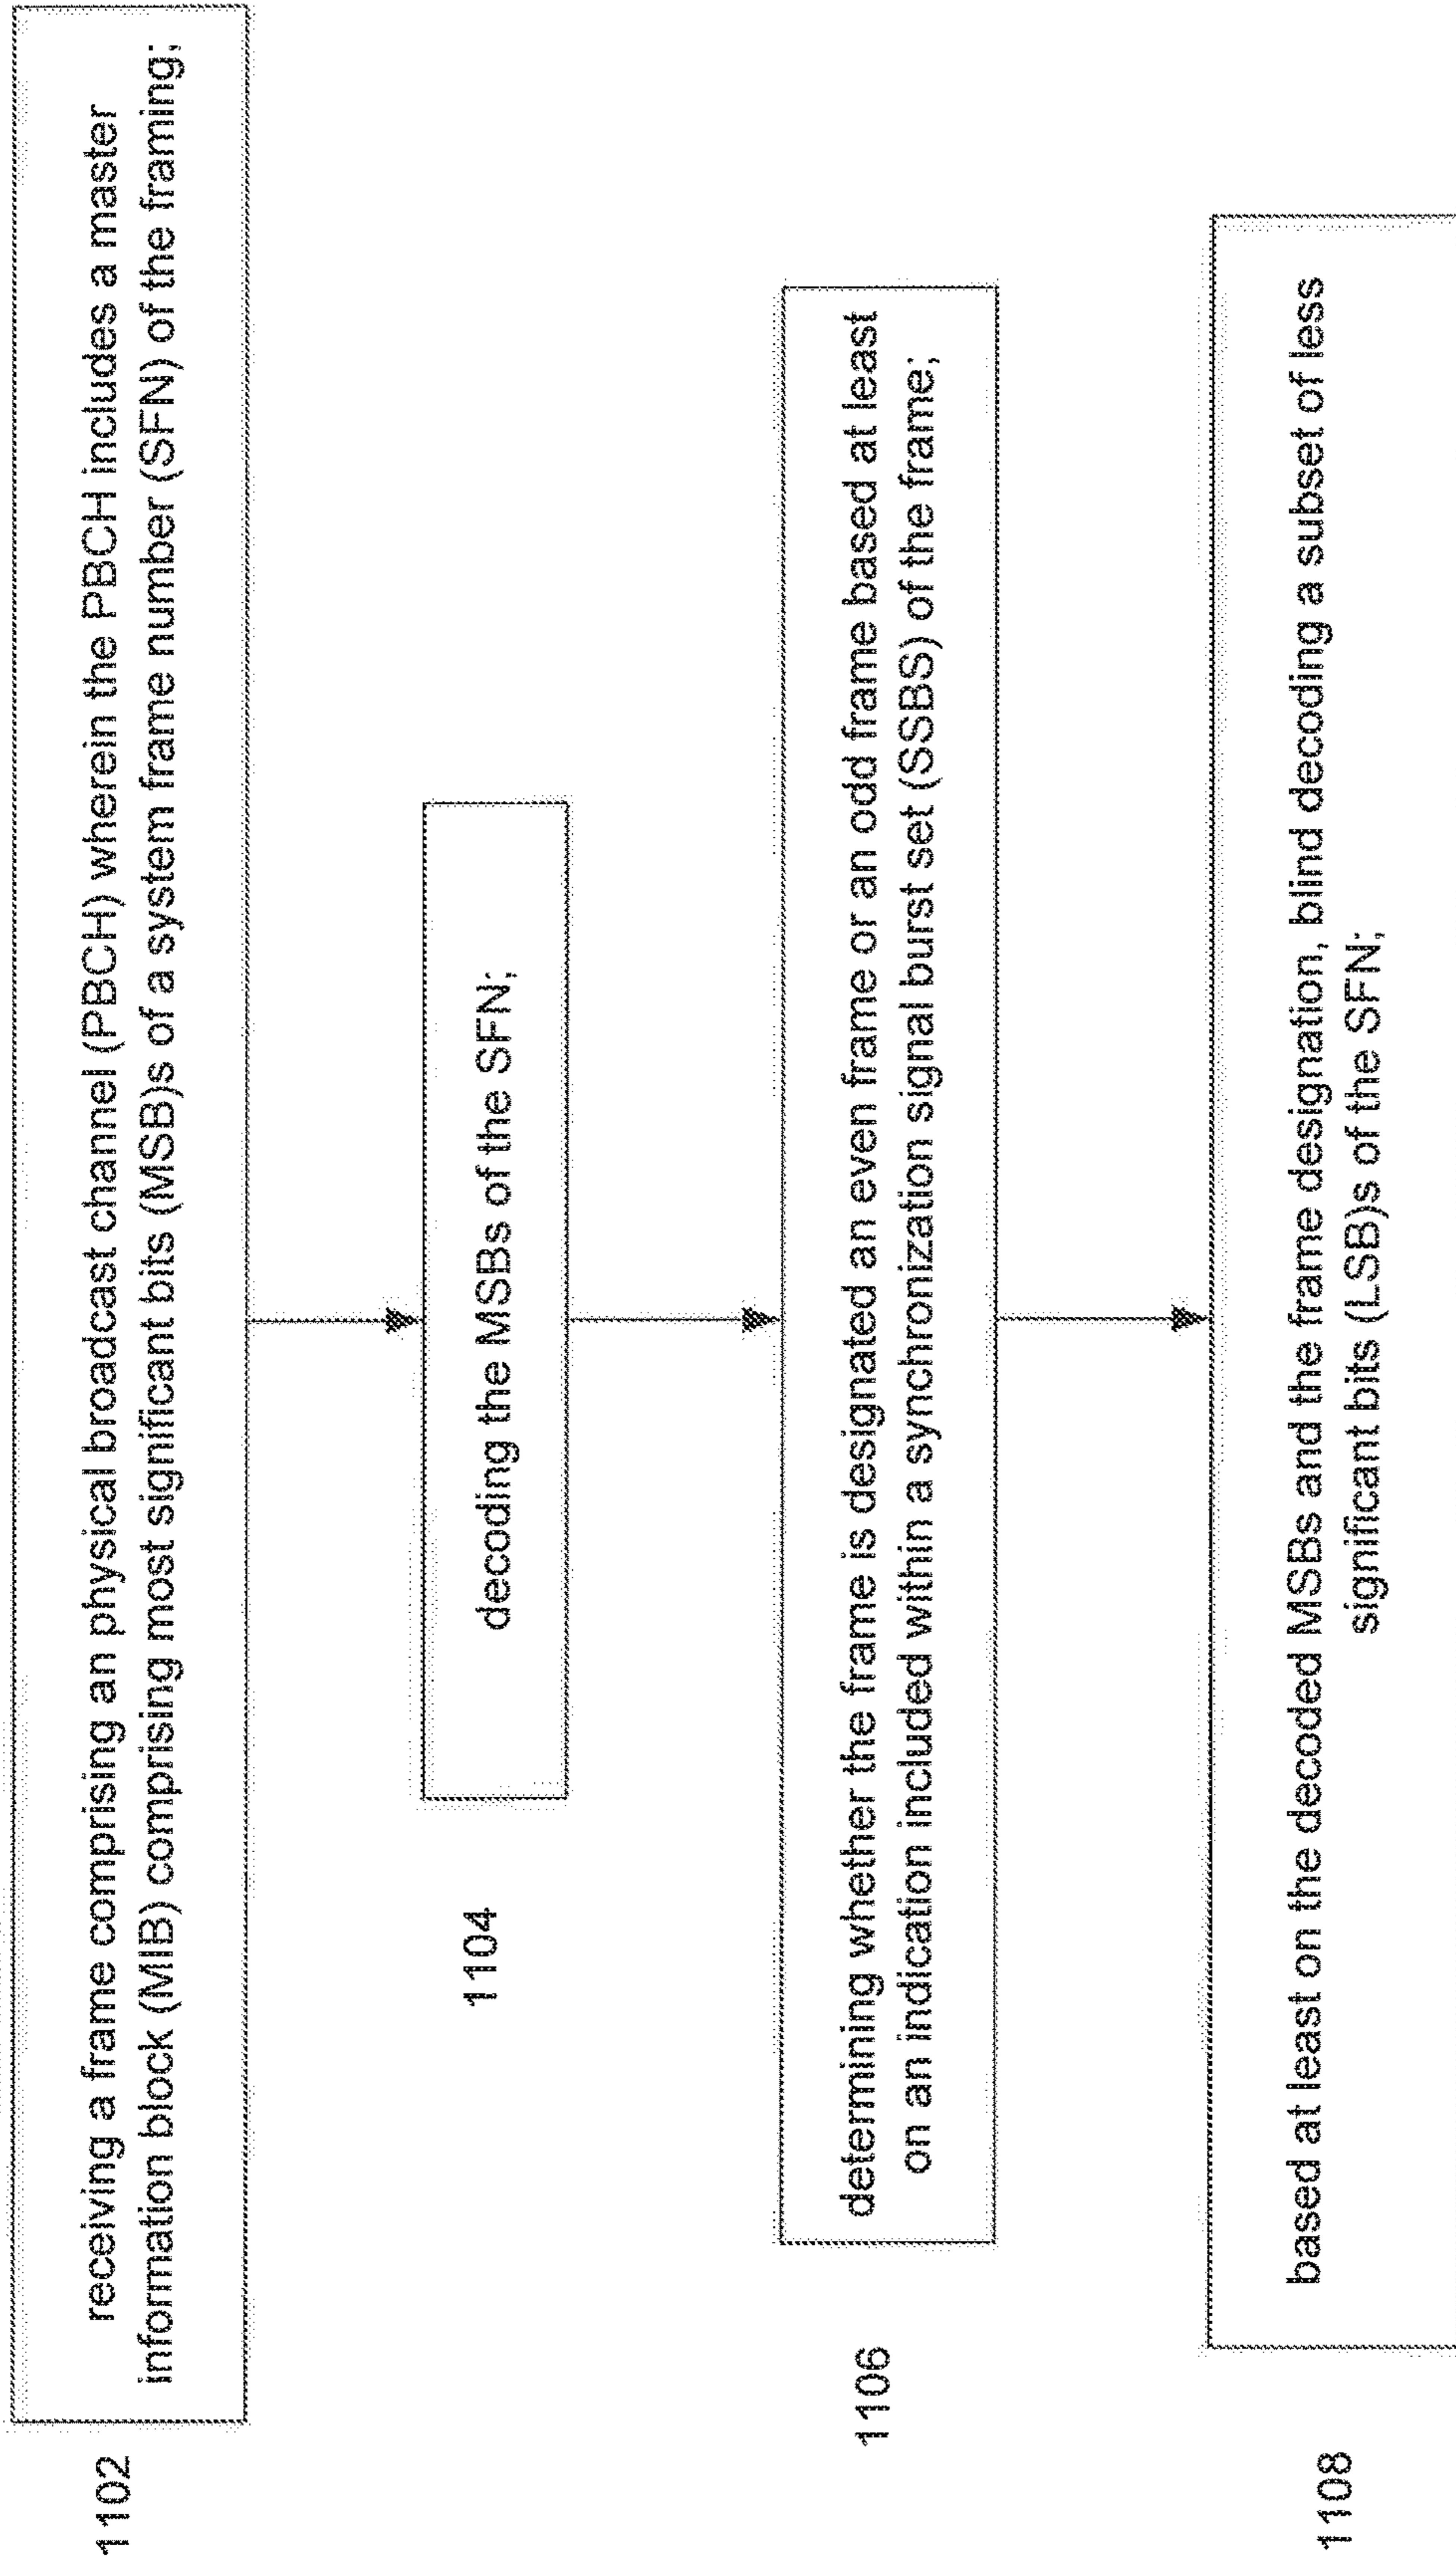 1102
receiving a frame comprising an physical broadcast channel (PBCH) wherein the PBCH includes a master
information block (MIB) comprising most significant bits (MSB)s of a system frame number (SFN) of the framing;
1104
decoding the MSBs of the SFN;
1106
determining whether the frame is designated an even frame or an odd frame based at least
on an indication included within a synchronization signal burst set (SSBS) of the frame;
1108
based at least on the decoded MSBs and the frame designation, blind decoding a subset of less
significant bits (LSB)s of the SFN;